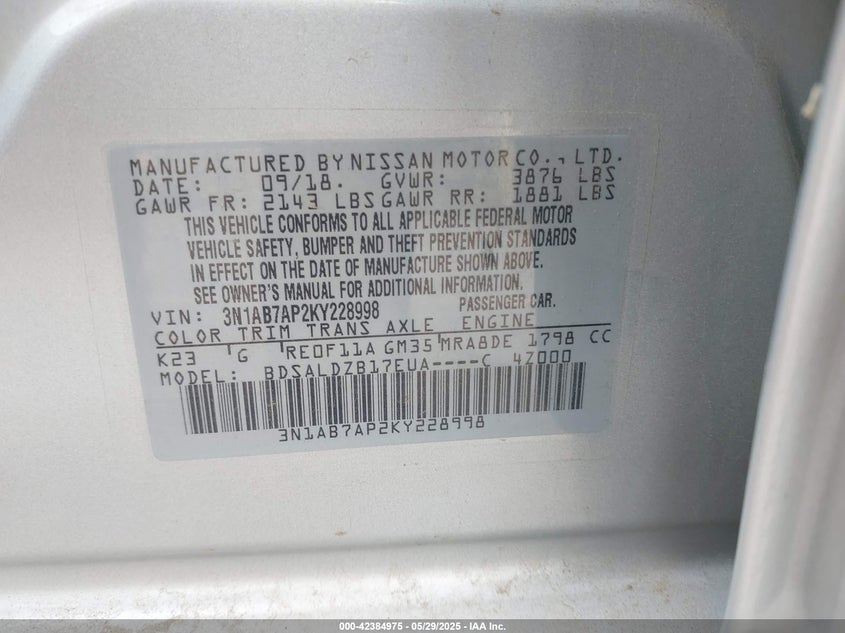 MANUFACTURED BY NISSAN MOTOR CO., LTD.
DATE: 09/18. GVWR: 3876 LBS
GAWR FR: 2143 LBS GAWR RR: 1881 LBS
THIS VEHICLE CONFORMS TO ALL APPLICABLE FEDERAL MOTOR
VEHICLE SAFETY, BUMPER AND THEFT PREVENTION STANDARDS
IN EFFECT ON THE DATE OF MANUFACTURE SHOWN ABOVE.
SEE OWNER'S MANUAL FOR ADDITIONAL INFORMATION.
VIN: 3N1AB7AP2KY228998 PASSENGER CAR.
COLOR TRIM TRANS AXLE ENGINE
K23 G RE0F11A GM35 MRA8DE 1798 CC
MODEL: BDSALDZB17EUA----C 4Z000
3N1AB7AP2KY228998
000-42384975 - 05/29/2025 - IAA Inc.